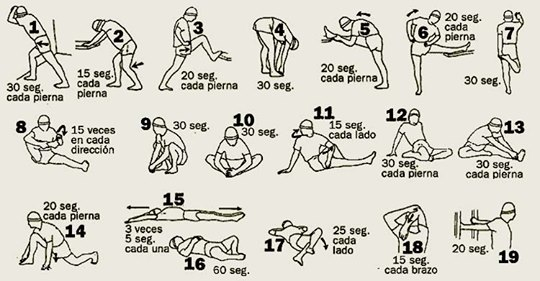 1
30 seg.
cada pierna
2
15 seg.
cada
pierna
3
20 seg.
cada
pierna
4
30 seg.
5
20 seg.
cada pierna
6
20 seg.
cada
pierna
7
30 seg.
8
15 veces
en cada
dirección
9
30 seg.
10
30 seg.
11
15 seg.
cada lado
12
30 seg.
cada pierna
13
30 seg.
cada pierna
14
20 seg.
cada pierna
15
3 veces
5 seg.
cada una
16
60 seg.
17
25 seg.
cada
lado
18
15 seg.
cada brazo
19
20 seg.